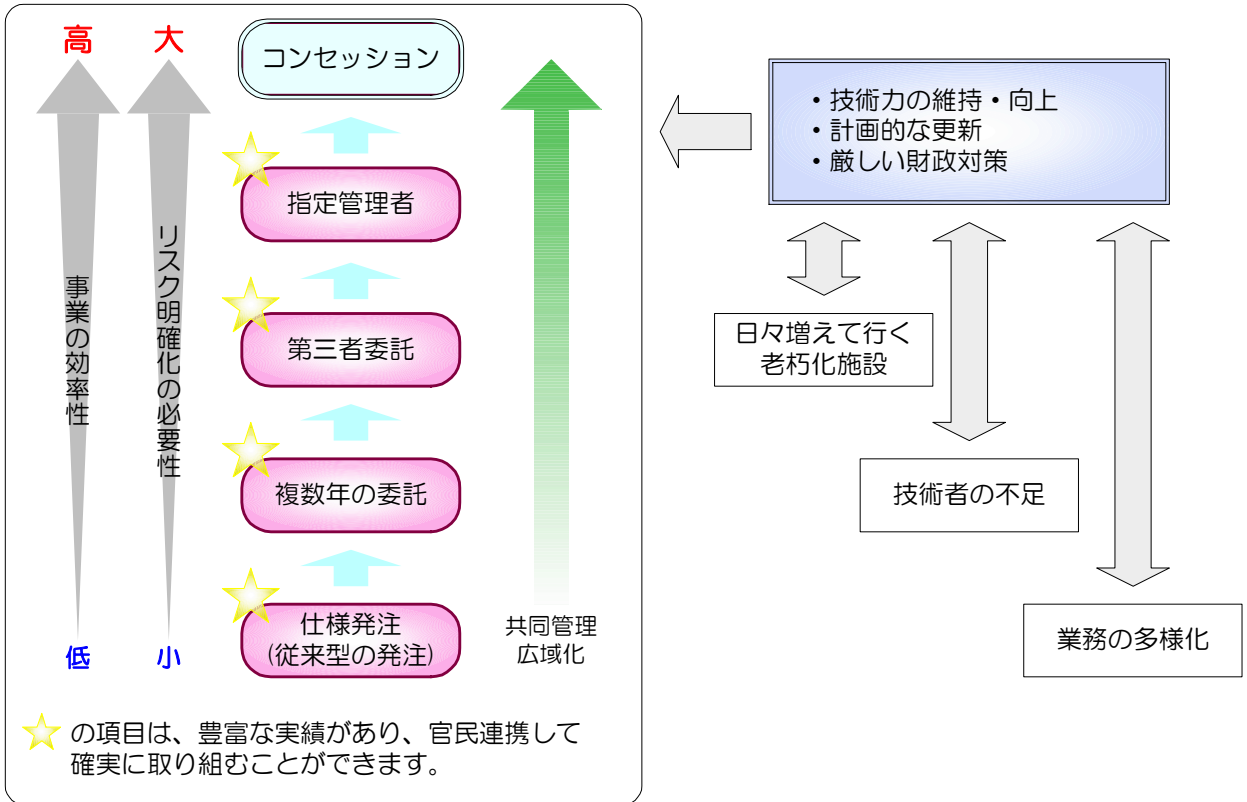 高
大
コンセッション
指定管理者
第三者委託
複数年の委託
仕様発注
(従来型の発注)
事業の効率性
リスク明確化の必要性
低
小
共同管理
広域化
の項目は、豊富な実績があり、官民連携して
確実に取り組むことができます。
・技術力の維持・向上
・計画的な更新
・厳しい財政対策
日々増えて行く
老朽化施設
技術者の不足
業務の多様化